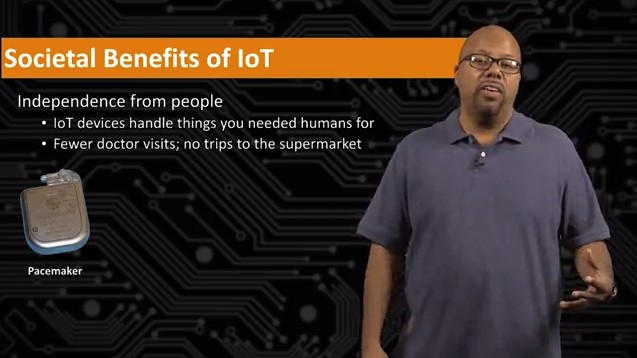 Societal Benefits of IoT
Independence from people
• IoT devices handle things you needed humans for
• Fewer doctor visits; no trips to the supermarket
Pacemaker